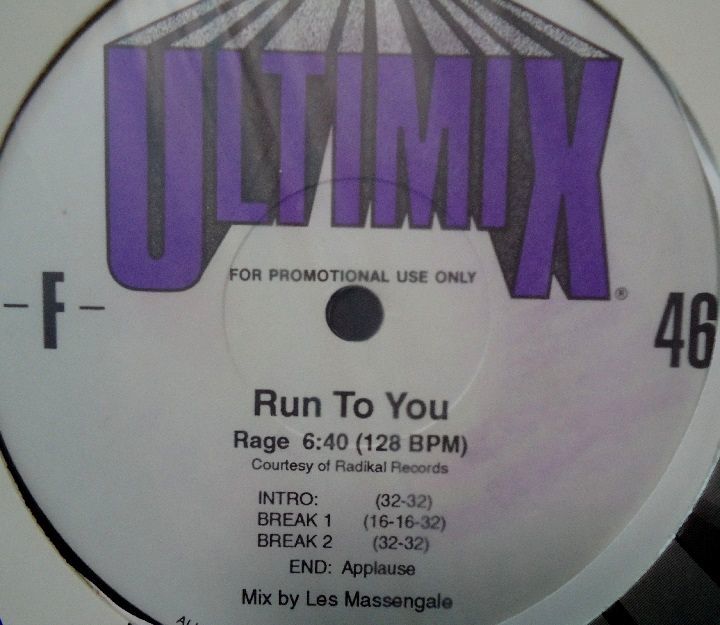 ULTIMIX®
FOR PROMOTIONAL USE ONLY
- F -
46
Run To You
Rage 6:40 (128 BPM)
Courtesy of Radikal Records
INTRO: (32-32)
BREAK 1 (16-16-32)
BREAK 2 (32-32)
END: Applause
Mix by Les Massengale